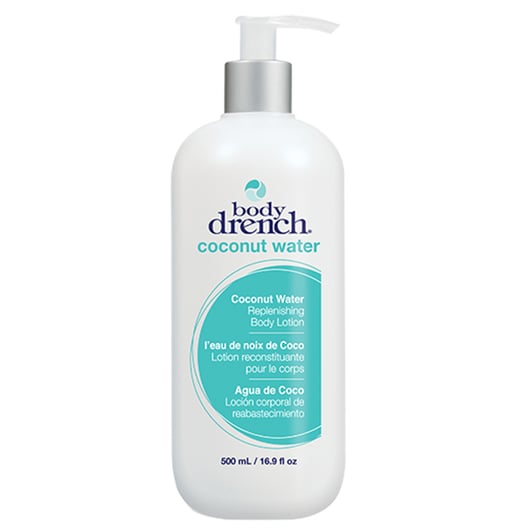 body
drench®
coconut water
Coconut Water
Replenishing
Body Lotion
l'eau de noix de Coco
Lotion reconstituante
pour le corps
Agua de Coco
Loción corporal de
reabastecimiento
500 mL / 16.9 fl oz